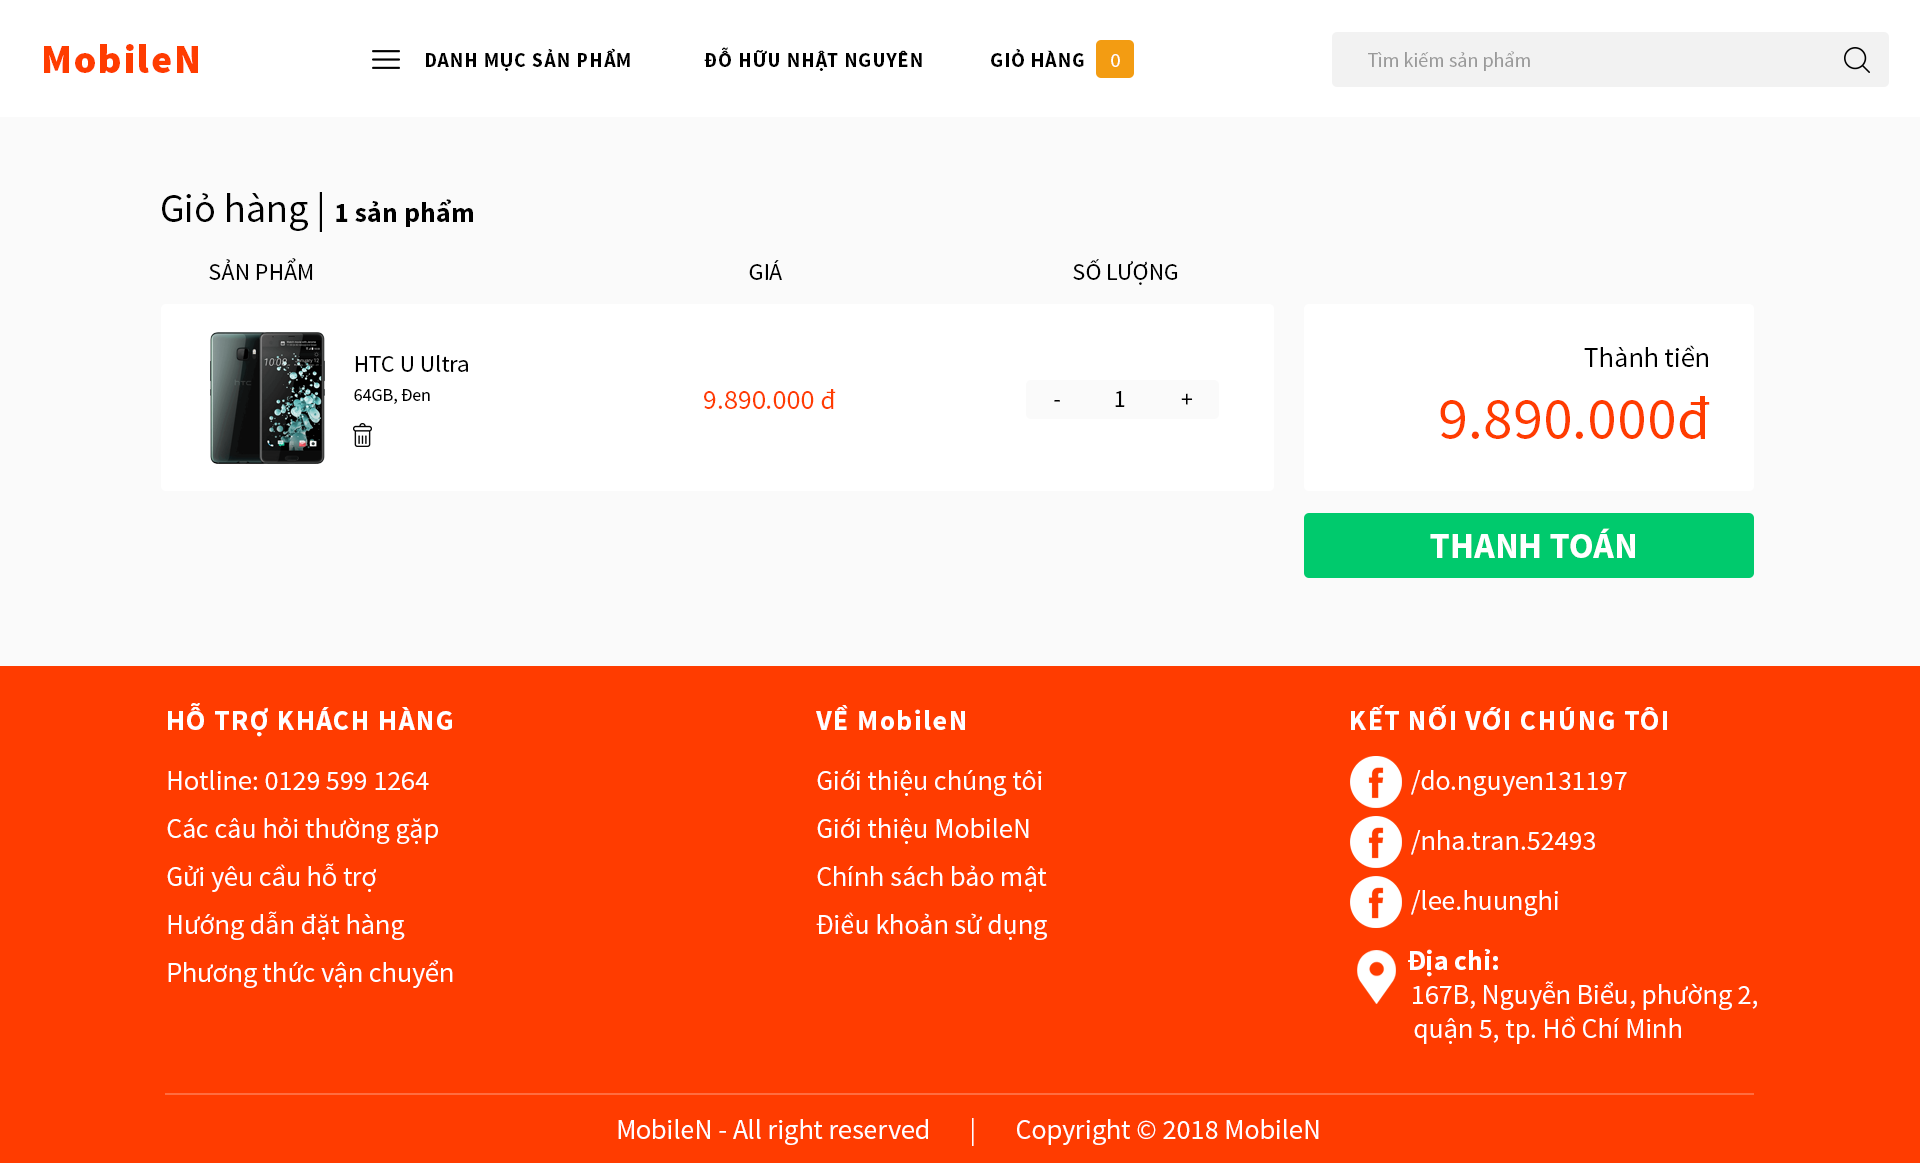 MobileN
DANH MỤC SẢN PHẨM
ĐỖ HỮU NHẬT NGUYÊN
GIỎ HÀNG 0
Tìm kiếm sản phẩm
Giỏ hàng | 1 sản phẩm
SẢN PHẨM
GIÁ
SỐ LƯỢNG
HTC U Ultra
64GB, Đen
9.890.000 đ
- 1 +
Thành tiền
9.890.000đ
THANH TOÁN
HỖ TRỢ KHÁCH HÀNG
Hotline: 0129 599 1264
Các câu hỏi thường gặp
Gửi yêu cầu hỗ trợ
Hướng dẫn đặt hàng
Phương thức vận chuyển
VỀ MobileN
Giới thiệu chúng tôi
Giới thiệu MobileN
Chính sách bảo mật
Điều khoản sử dụng
KẾT NỐI VỚI CHÚNG TÔI
/do.nguyen131197
/nha.tran.52493
/lee.huunghi
Địa chỉ:
167B, Nguyễn Biểu, phường 2,
quận 5, tp. Hồ Chí Minh
MobileN - All right reserved | Copyright © 2018 MobileN